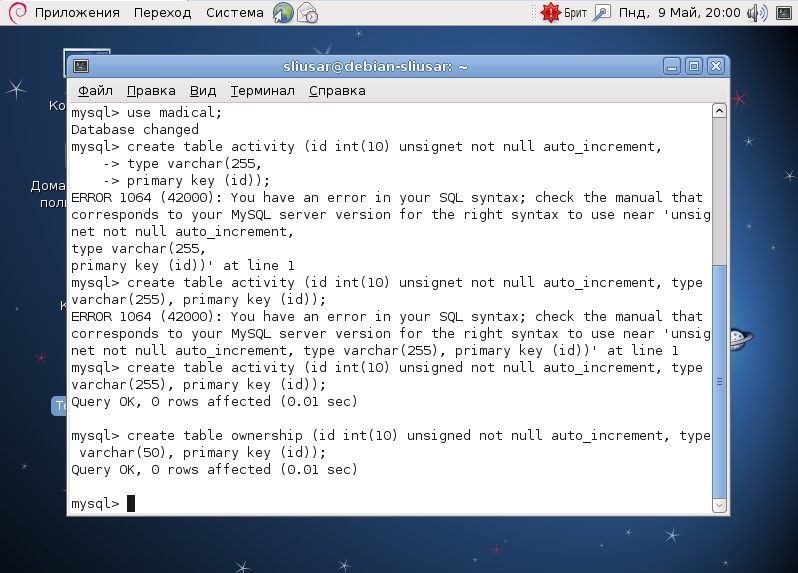 Приложения Переход Система Брит Пнд, 9 Май, 20:00
sliusar@debian-sliusar: ~
Файл Правка Вид Терминал Справка
mysql> use madical;
Database changed
mysql> create table activity (id int(10) unsignet not null auto_increment,
    -> type varchar(255,
    -> primary key (id));
ERROR 1064 (42000): You have an error in your SQL syntax; check the manual that
corresponds to your MySQL server version for the right syntax to use near 'unsig
net not null auto_increment,
type varchar(255,
primary key (id))' at line 1
mysql> create table activity (id int(10) unsignet not null auto_increment, type
varchar(255), primary key (id));
ERROR 1064 (42000): You have an error in your SQL syntax; check the manual that
corresponds to your MySQL server version for the right syntax to use near 'unsig
net not null auto_increment, type varchar(255), primary key (id))' at line 1
mysql> create table activity (id int(10) unsigned not null auto_increment, type
varchar(255), primary key (id));
Query OK, 0 rows affected (0.01 sec)
mysql> create table ownership (id int(10) unsigned not null auto_increment, type
 varchar(50), primary key (id));
Query OK, 0 rows affected (0.01 sec)
mysql>